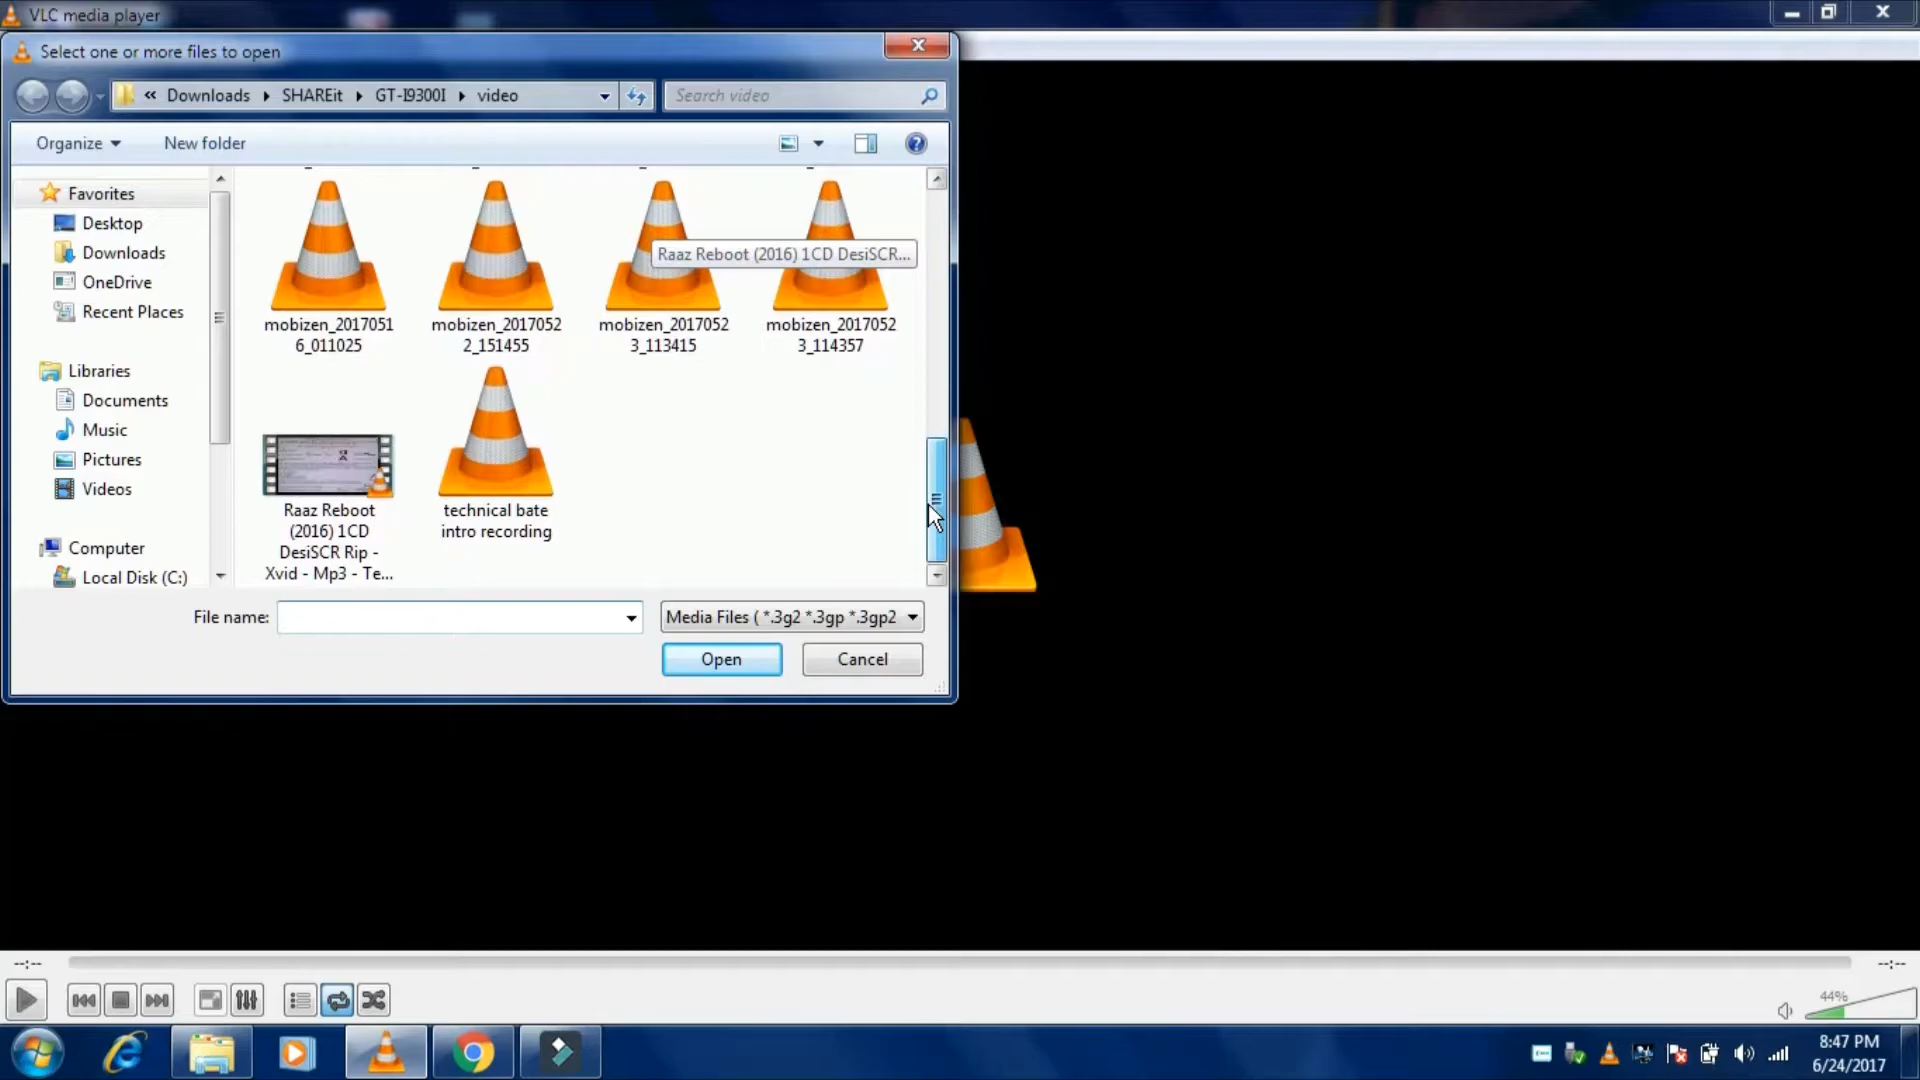 VLC media player
Select one or more files to open
« Downloads SHAREit GT-I9300I video
Search video
Organize
New folder
Favorites
Desktop
Downloads
OneDrive
Recent Places
Libraries
Documents
Music
Pictures
Videos
Computer
Local Disk (C:)
mobizen_2017051
6_011025
mobizen_2017052
2_151455
mobizen_2017052
3_113415
mobizen_2017052
3_114357
Raaz Reboot (2016) 1CD DesiSCR...
Raaz Reboot
(2016) 1CD
DesiSCR Rip -
Xvid - Mp3 - Te...
technical bate
intro recording
File name:
Media Files ( *.3g2 *.3gp *.3gp2
Open
Cancel
--:--
--:--
44%
8:47 PM
6/24/2017